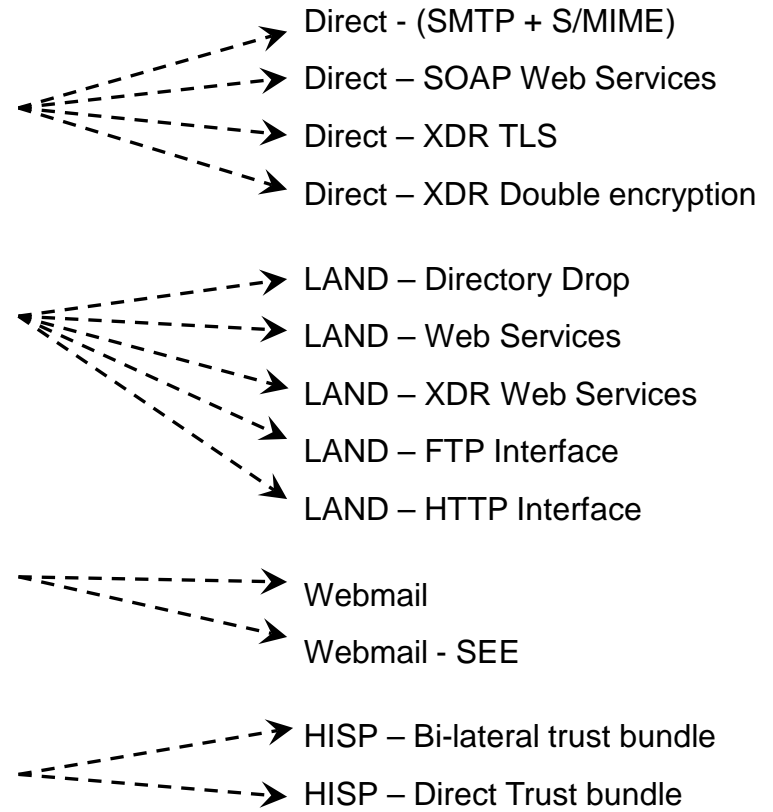 Direct - (SMTP + S/MIME)
Direct – SOAP Web Services
Direct – XDR TLS
Direct – XDR Double encryption
LAND – Directory Drop
LAND – Web Services
LAND – XDR Web Services
LAND – FTP Interface
LAND – HTTP Interface
Webmail
Webmail - SEE
HISP – Bi-lateral trust bundle
HISP – Direct Trust bundle